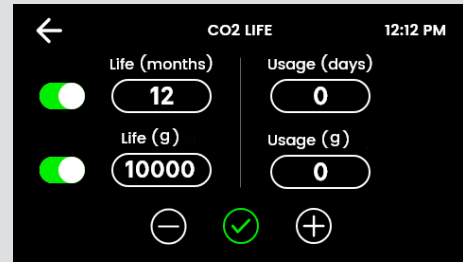 CO2 LIFE 12:12 PM
Life (months) Usage (days)
12 0
Life (g) Usage (g)
10000 0